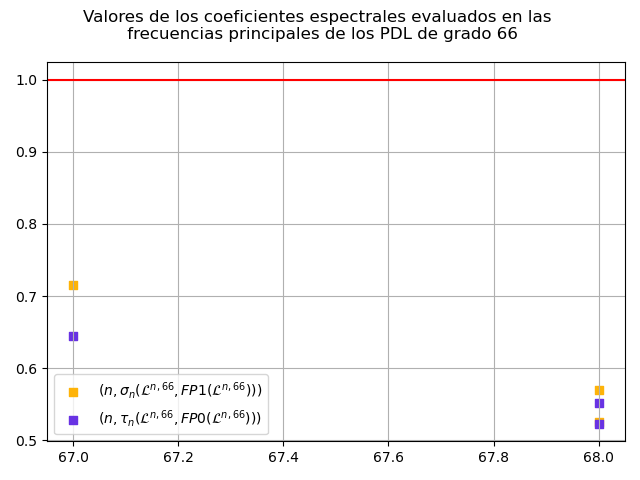 Valores de los coeficientes espectrales evaluados en las
frecuencias principales de los PDL de grado 66
1.0
0.9
0.8
0.7
0.6
0.5
(n, σₙ(ℒⁿ,⁶⁶, FP1(ℒⁿ,⁶⁶)))
(n, τₙ(ℒⁿ,⁶⁶, FP0(ℒⁿ,⁶⁶)))
67.0 67.2 67.4 67.6 67.8 68.0